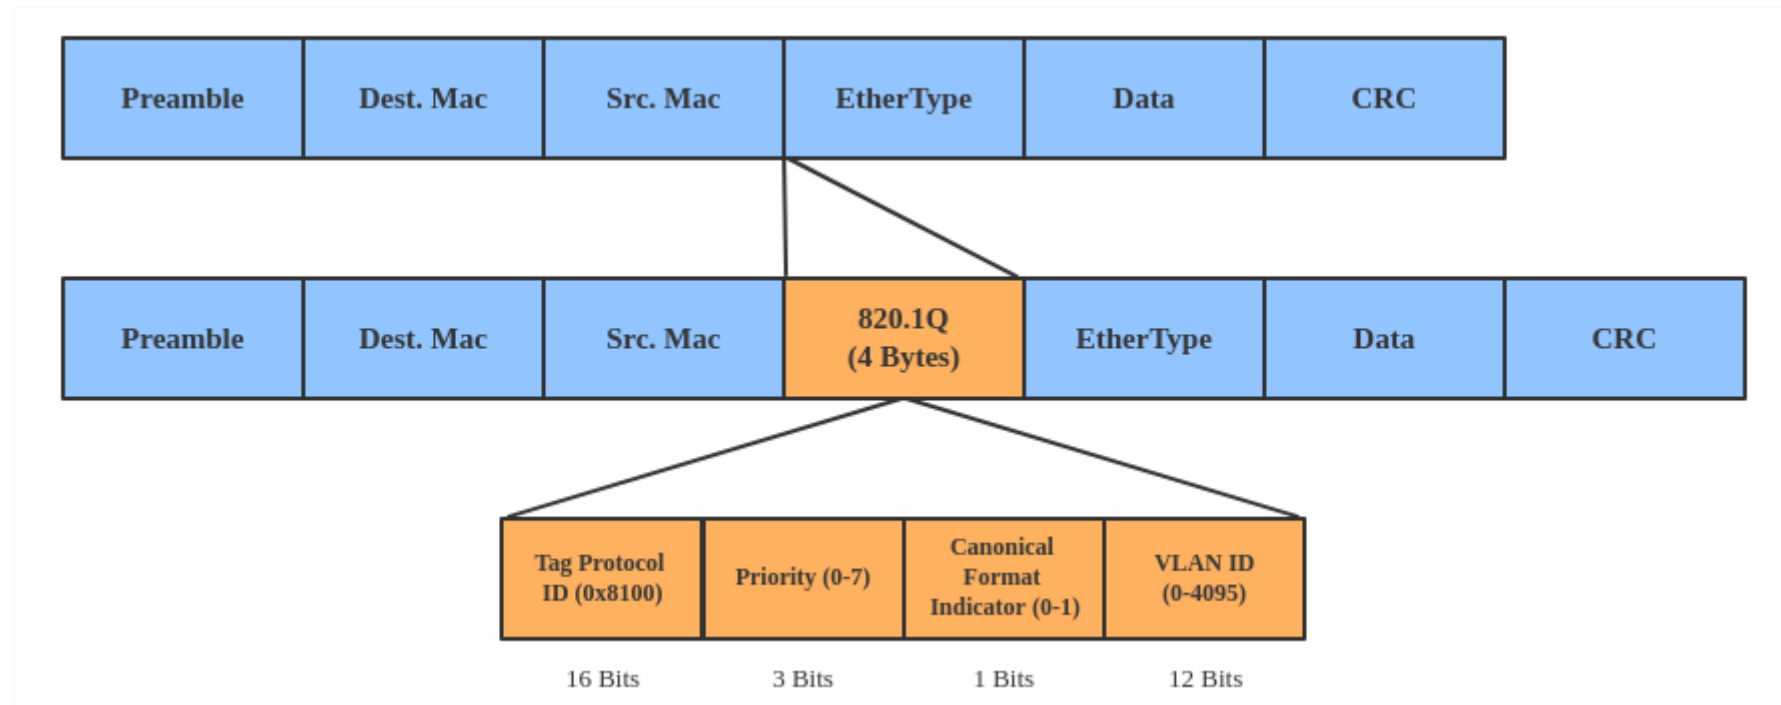 Preamble
Dest. Mac
Src. Mac
EtherType
Data
CRC
Preamble
Dest. Mac
Src. Mac
820.1Q
(4 Bytes)
EtherType
Data
CRC
Tag Protocol
ID (0x8100)
Priority (0-7)
Canonical
Format
Indicator (0-1)
VLAN ID
(0-4095)
16 Bits
3 Bits
1 Bits
12 Bits